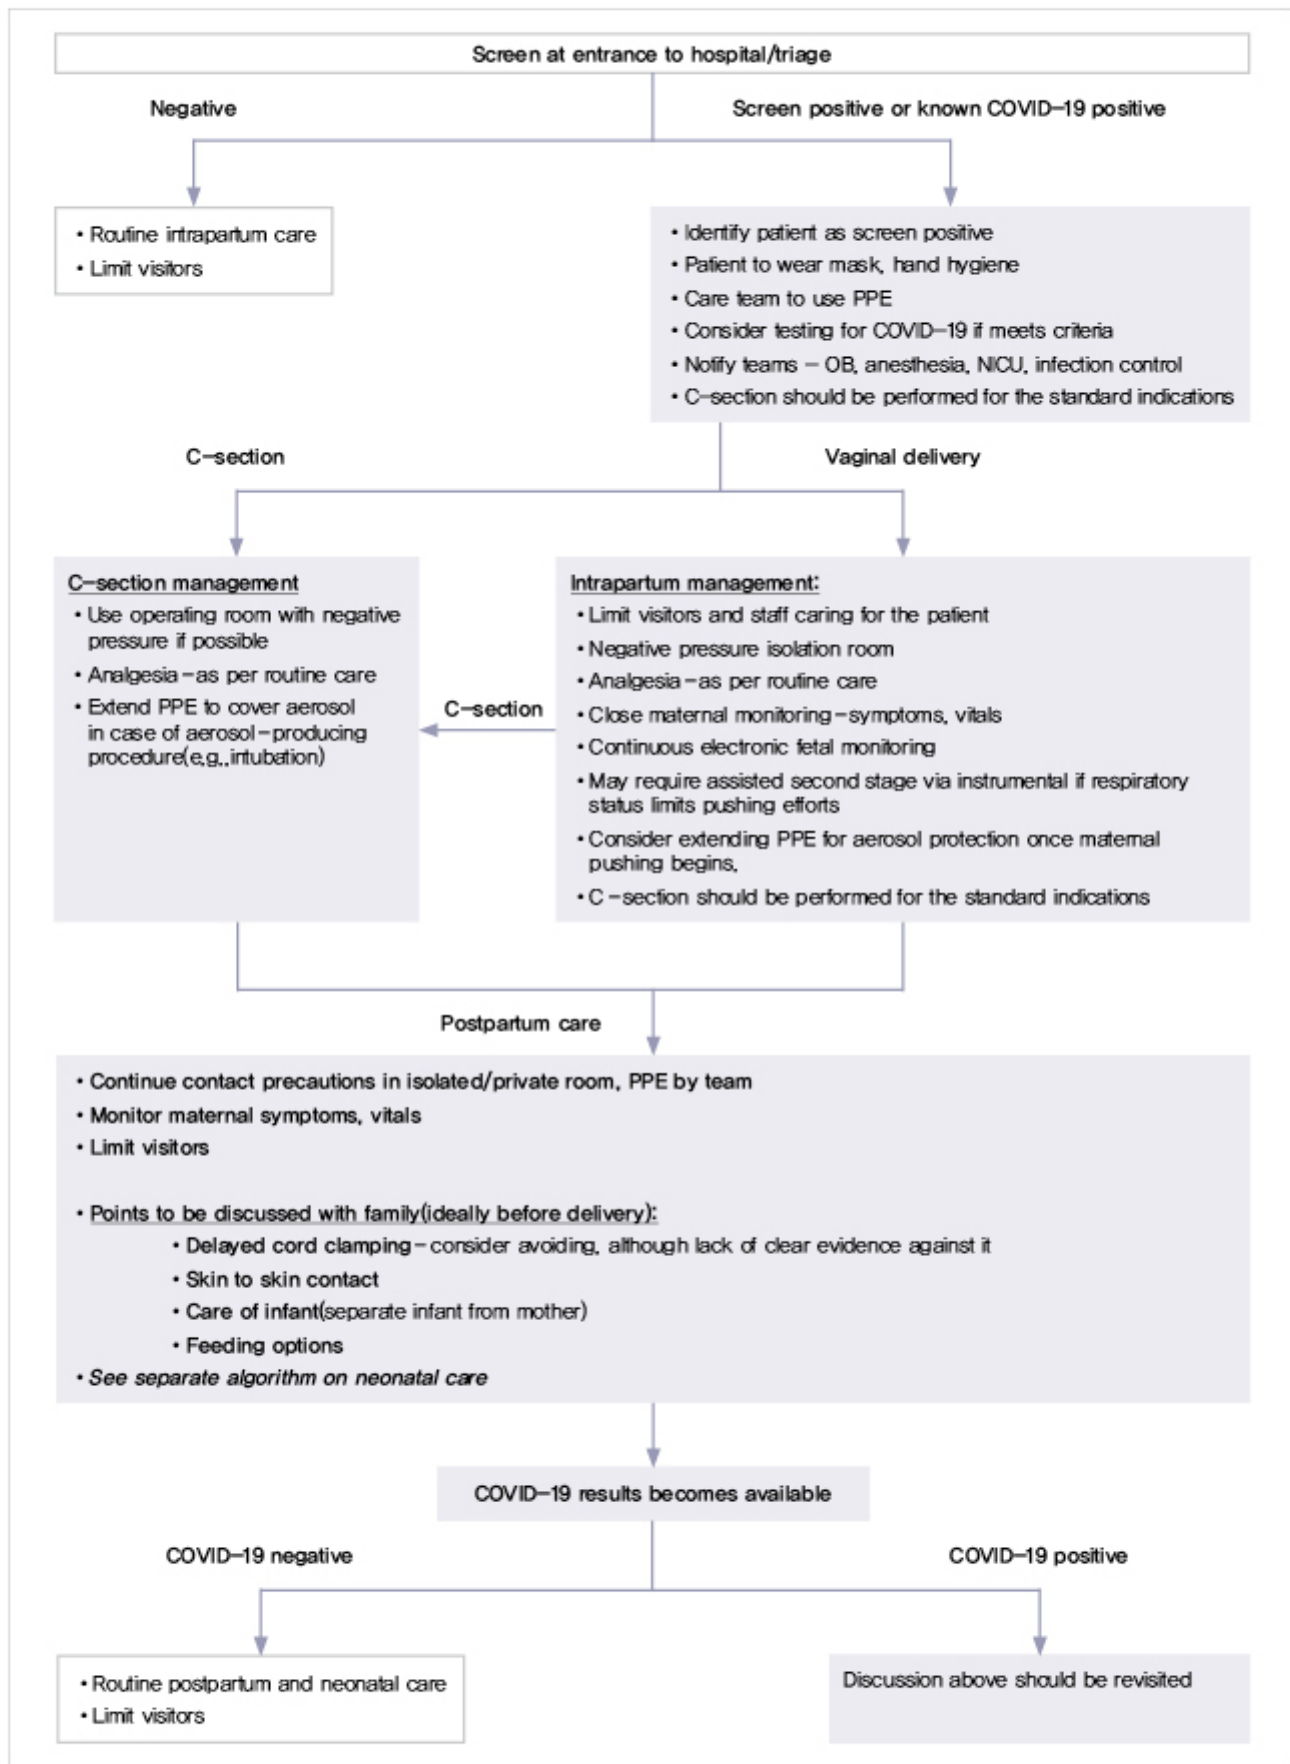 Screen at entrance to hospital/triage
Negative
Screen positive or known COVID-19 positive
• Routine intrapartum care
• Limit visitors
• Identify patient as screen positive
• Patient to wear mask, hand hygiene
• Care team to use PPE
• Consider testing for COVID-19 if meets criteria
• Notify teams - OB, anesthesia, NICU, infection control
• C-section should be performed for the standard indications
C-section
Vaginal delivery
C-section management
• Use operating room with negative
pressure if possible
• Analgesia-as per routine care
• Extend PPE to cover aerosol
in case of aerosol-producing
procedure(e.g.,intubation)
C-section
Intrapartum management:
• Limit visitors and staff caring for the patient
• Negative pressure isolation room
• Analgesia-as per routine care
• Close maternal monitoring-symptoms, vitals
• Continuous electronic fetal monitoring
• May require assisted second stage via instrumental if respiratory
status limits pushing efforts
• Consider extending PPE for aerosol protection once maternal
pushing begins.
• C-section should be performed for the standard indications
Postpartum care
• Continue contact precautions in isolated/private room, PPE by team
• Monitor maternal symptoms, vitals
• Limit visitors
• Points to be discussed with family(ideally before delivery):
• Delayed cord clamping-consider avoiding, although lack of clear evidence against it
• Skin to skin contact
• Care of infant(separate infant from mother)
• Feeding options
• See separate algorithm on neonatal care
COVID-19 results becomes available
COVID-19 negative
COVID-19 positive
• Routine postpartum and neonatal care
• Limit visitors
Discussion above should be revisited